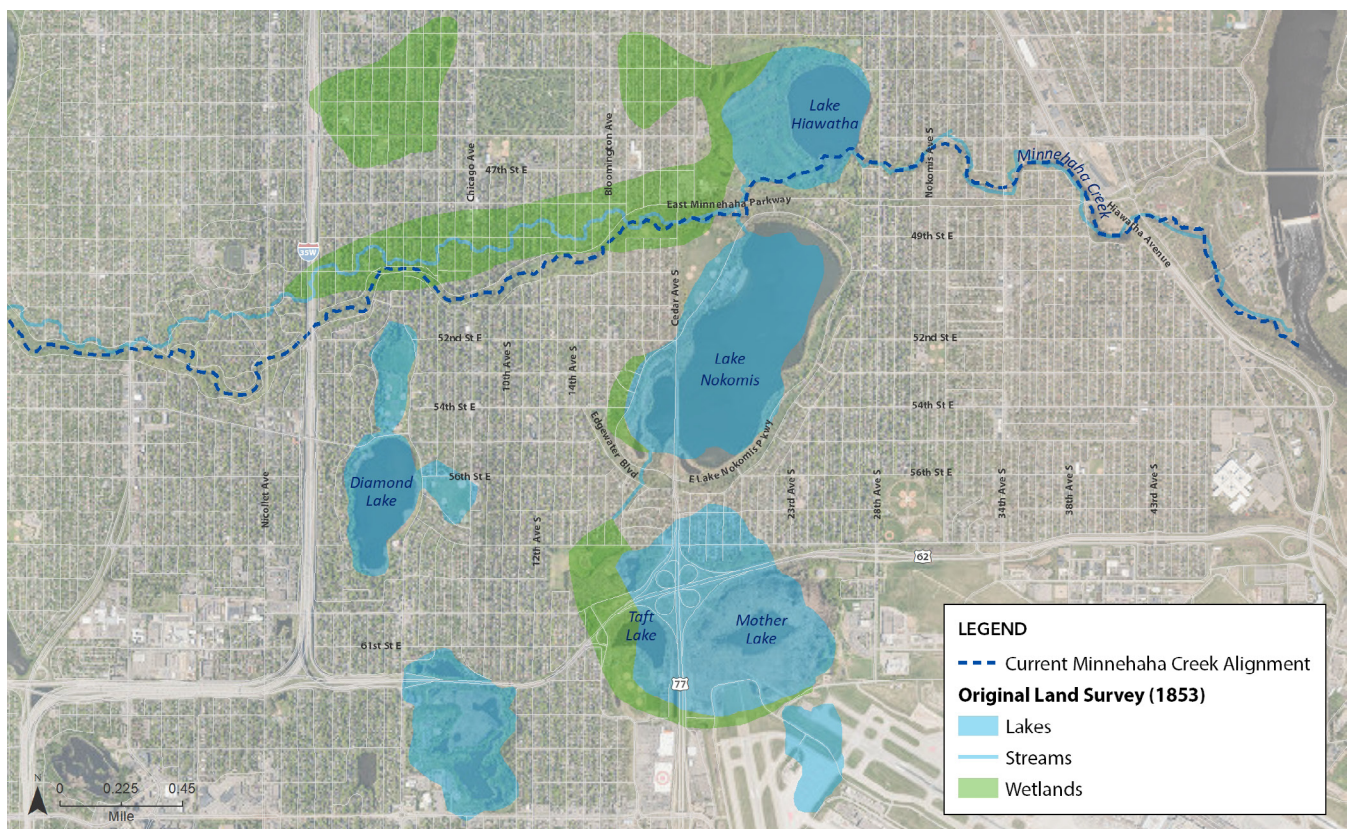 Lake
Hiawatha
Chicago Ave
Bloomington Ave
47th St E
Nokomis Ave S
Minnehaha Creek
East Minnehaha Parkway
Hiawatha Avenue
49th St E
35W
Cedar Ave S
52nd St E
52nd St E
10th Ave S
14th Ave S
Lake
Nokomis
54th St E
54th St E
Edgewater Blvd
E Lake Nokomis Pkwy
56th St E
56th St E
Diamond
Lake
Nicollet Ave
23rd Ave S
28th Ave S
34th Ave S
38th Ave S
43rd Ave S
12th Ave S
62
Taft
Lake
Mother
Lake
61st St E
77
LEGEND
Current Minnehaha Creek Alignment
Original Land Survey (1853)
Lakes
Streams
Wetlands
N
0 0.225 0.45
Mile